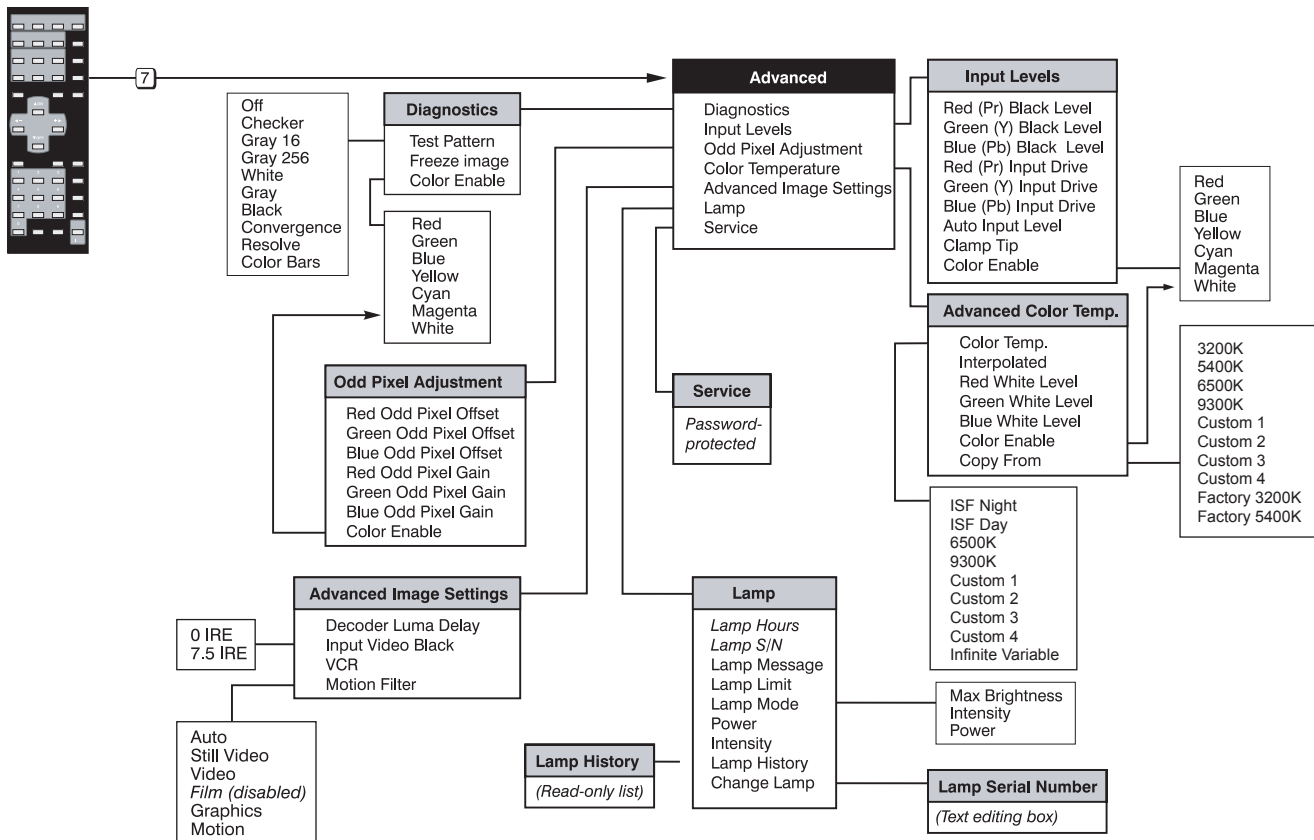 7
Advanced
Diagnostics
Input Levels
Odd Pixel Adjustment
Color Temperature
Advanced Image Settings
Lamp
Service
Diagnostics
Test Pattern
Freeze image
Color Enable
Off
Checker
Gray 16
Gray 256
White
Gray
Black
Convergence
Resolve
Color Bars
Red
Green
Blue
Yellow
Cyan
Magenta
White
Input Levels
Red (Pr) Black Level
Green (Y) Black Level
Blue (Pb) Black Level
Red (Pr) Input Drive
Green (Y) Input Drive
Blue (Pb) Input Drive
Auto Input Level
Clamp Tip
Color Enable
Red
Green
Blue
Yellow
Cyan
Magenta
White
Odd Pixel Adjustment
Red Odd Pixel Offset
Green Odd Pixel Offset
Blue Odd Pixel Offset
Red Odd Pixel Gain
Green Odd Pixel Gain
Blue Odd Pixel Gain
Color Enable
Service
Password-
protected
Advanced Color Temp.
Color Temp.
Interpolated
Red White Level
Green White Level
Blue White Level
Color Enable
Copy From
3200K
5400K
6500K
9300K
Custom 1
Custom 2
Custom 3
Custom 4
Factory 3200K
Factory 5400K
ISF Night
ISF Day
6500K
9300K
Custom 1
Custom 2
Custom 3
Custom 4
Infinite Variable
Advanced Image Settings
Decoder Luma Delay
Input Video Black
VCR
Motion Filter
0 IRE
7.5 IRE
Auto
Still Video
Video
Film (disabled)
Graphics
Motion
Lamp
Lamp Hours
Lamp S/N
Lamp Message
Lamp Limit
Lamp Mode
Power
Intensity
Lamp History
Change Lamp
Max Brightness
Intensity
Power
Lamp History
(Read-only list)
Lamp Serial Number
(Text editing box)